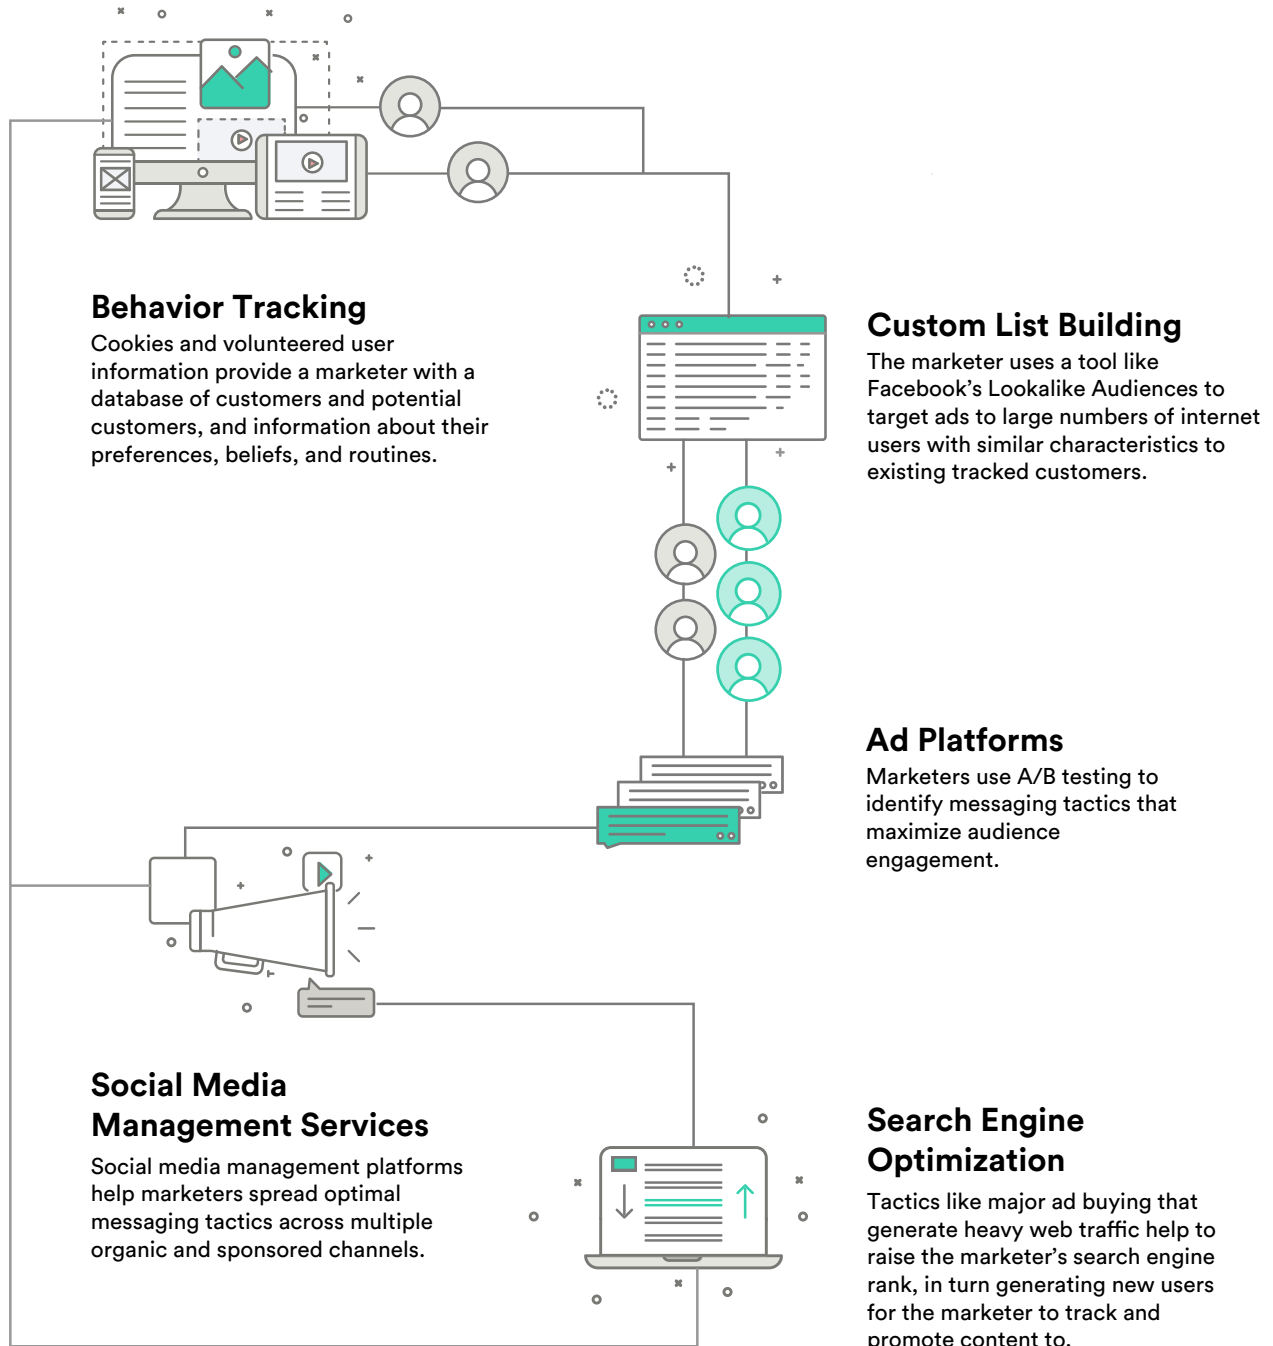 Behavior Tracking
Cookies and volunteered user
information provide a marketer with a
database of customers and potential
customers, and information about their
preferences, beliefs, and routines.
Custom List Building
The marketer uses a tool like
Facebook’s Lookalike Audiences to
target ads to large numbers of internet
users with similar characteristics to
existing tracked customers.
Ad Platforms
Marketers use A/B testing to
identify messaging tactics that
maximize audience
engagement.
Social Media
Management Services
Social media management platforms
help marketers spread optimal
messaging tactics across multiple
organic and sponsored channels.
Search Engine
Optimization
Tactics like major ad buying that
generate heavy web traffic help to
raise the marketer’s search engine
rank, in turn generating new users
for the marketer to track and
promote content to.